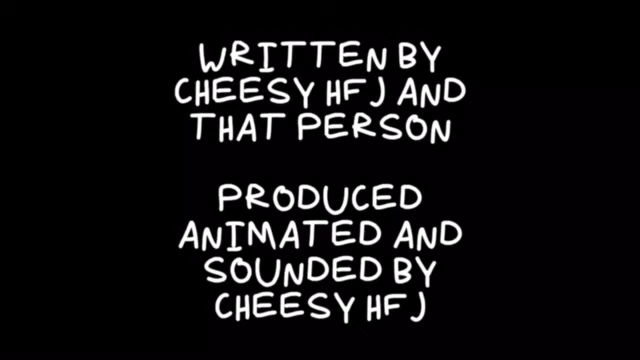 WRITTEN BY
CHEESY HFJ AND
THAT PERSON
PRODUCED
ANIMATED AND
SOUNDED BY
CHEESY HFJ